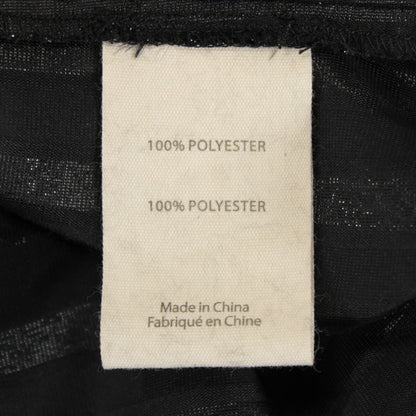 100% POLYESTER
100% POLYESTER
Made in China
Fabriqué en Chine